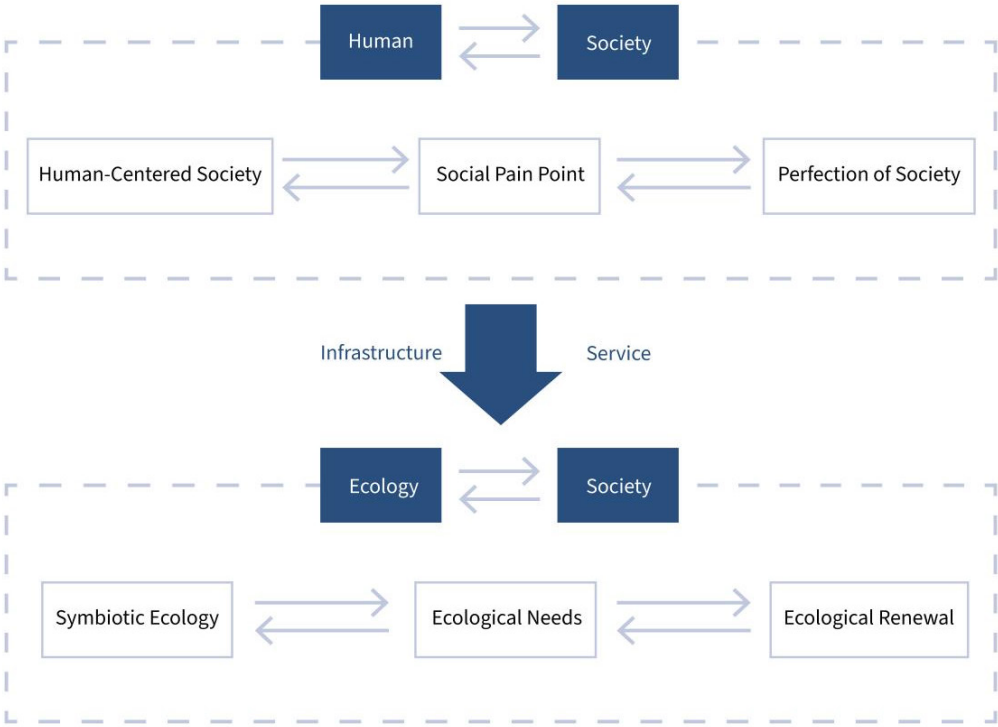 Human
Society
Human-Centered Society
Social Pain Point
Perfection of Society
Infrastructure
Service
Ecology
Society
Symbiotic Ecology
Ecological Needs
Ecological Renewal